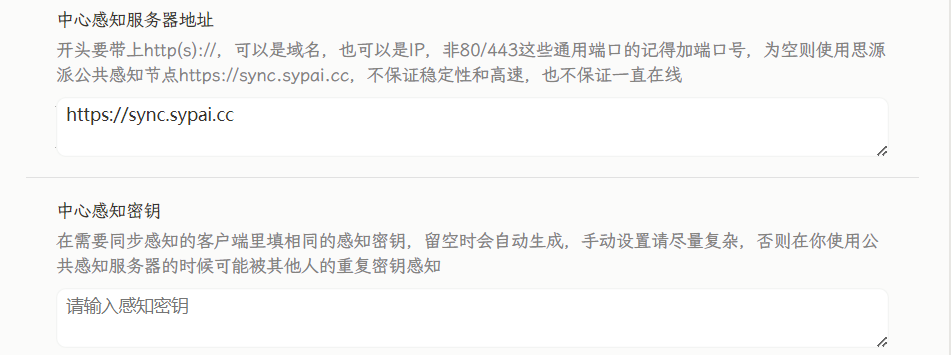 中心感知服务器地址
开头要带上http(s)://，可以是域名，也可以是IP，非80/443这些通用端口的记得加端口号，为空则使用思源
派公共感知节点https://sync.sypai.cc，不保证稳定性和高速，也不保证一直在线
https://sync.sypai.cc
中心感知密钥
在需要同步感知的客户端里填相同的感知密钥，留空时会自动生成，手动设置请尽量复杂，否则在你使用公
共感知服务器的时候可能被其他人的重复密钥感知
请输入感知密钥